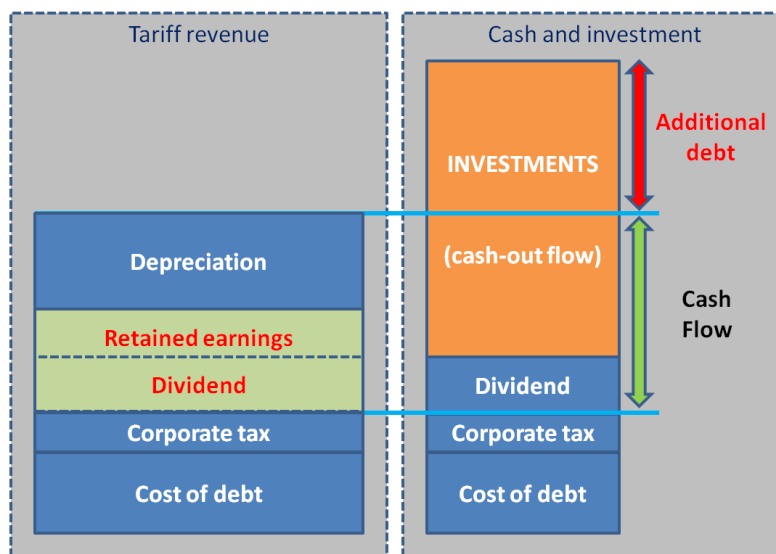 Tariff revenue
Depreciation
Retained earnings
Dividend
Corporate tax
Cost of debt
Cash and investment
INVESTMENTS
(cash-out flow)
Dividend
Corporate tax
Cost of debt
Additional
debt
Cash
Flow